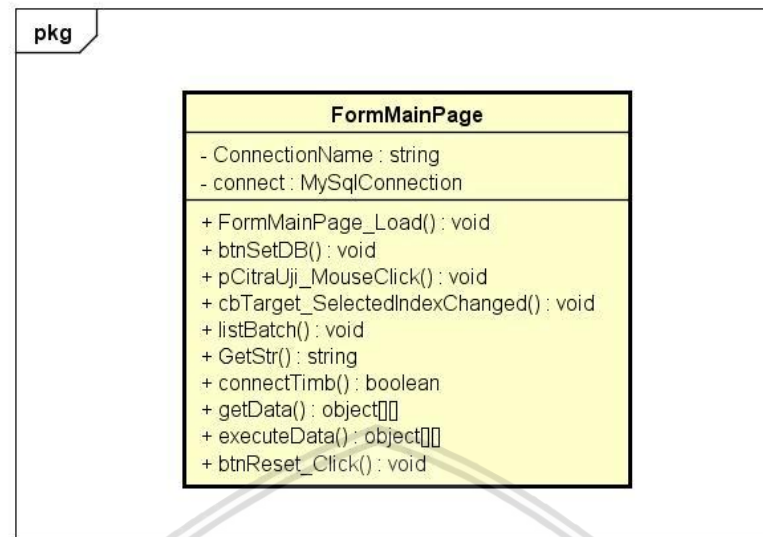 pkg
FormMainPage
- ConnectionName : string
- connect : MySqlConnection
+ FormMainPage_Load() : void
+ btnSetDB() : void
+ pCitraUji_MouseClick() : void
+ cbTarget_SelectedIndexChanged() : void
+ listBatch() : void
+ GetStr() : string
+ connectTimb() : boolean
+ getData() : object[][]
+ executeData() : object[][]
+ btnReset_Click() : void